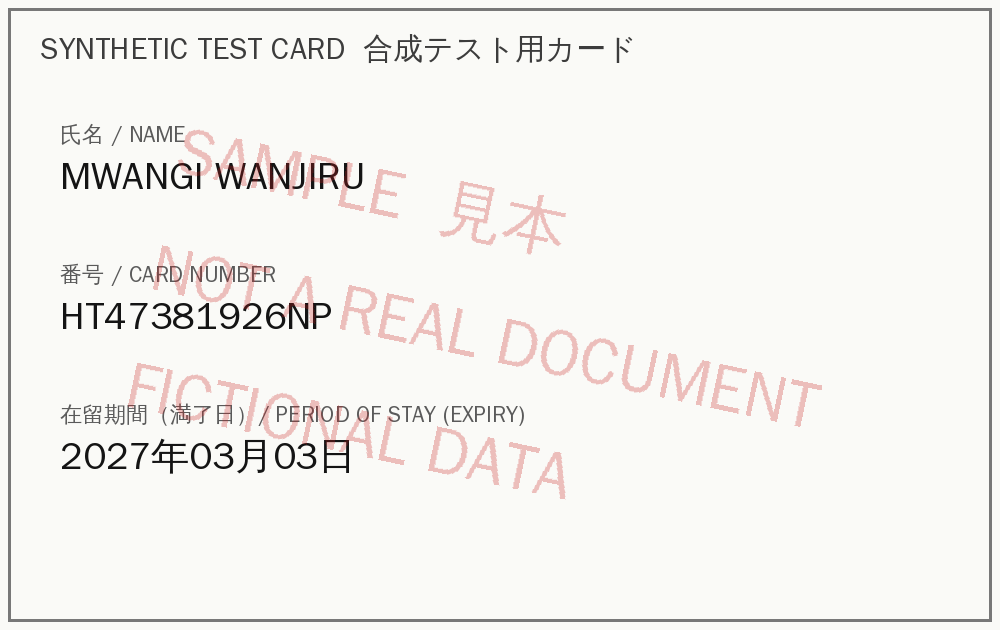 SYNTHETIC TEST CARD 合成テスト用カード
氏名 / NAME
MWANGI WANJIRU
SAMPLE 見本
番号 / CARD NUMBER
HT47381926NP
NOT A REAL DOCUMENT
在留期間（満了日）/ PERIOD OF STAY (EXPIRY)
2027年03月03日
FICTIONAL DATA